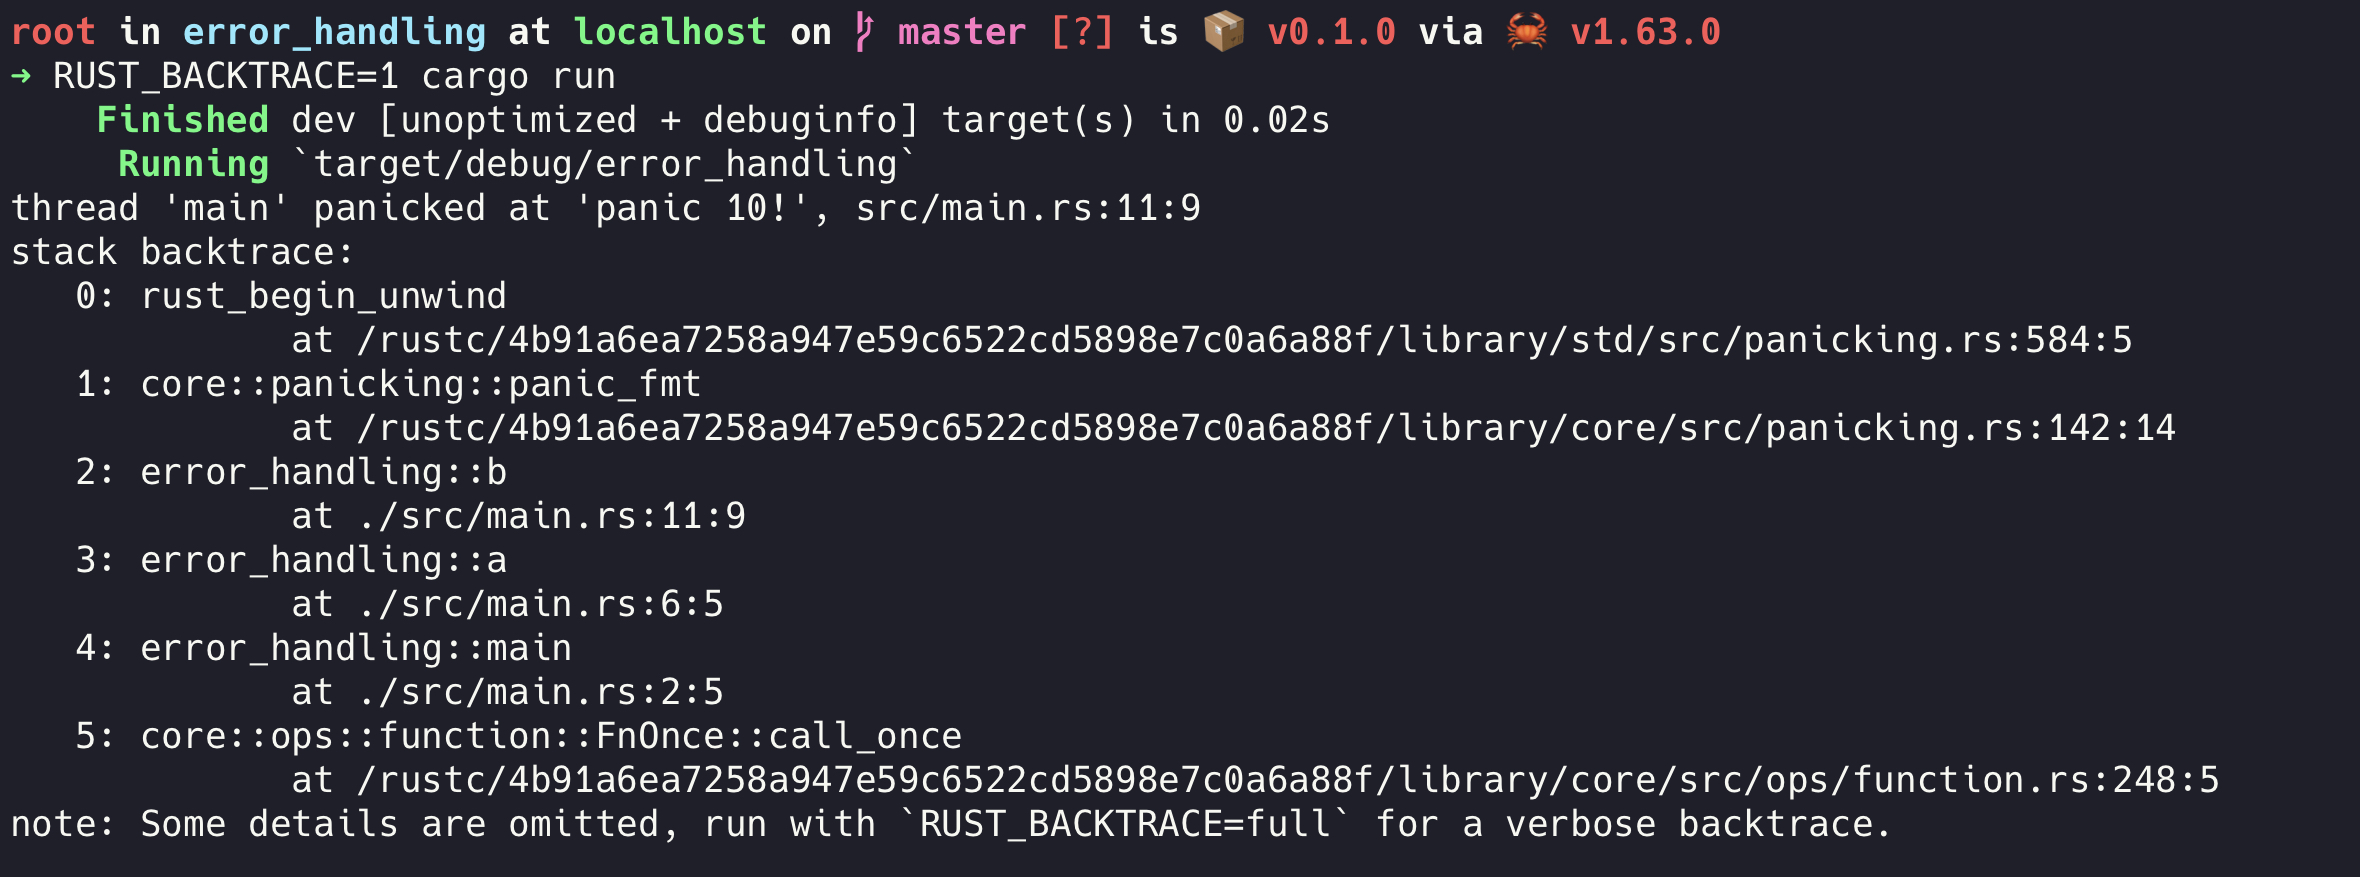 root in error_handling at localhost on master [?] is 📦 v0.1.0 via 🦀 v1.63.0
➜ RUST_BACKTRACE=1 cargo run
    Finished dev [unoptimized + debuginfo] target(s) in 0.02s
     Running `target/debug/error_handling`
thread 'main' panicked at 'panic 10!', src/main.rs:11:9
stack backtrace:
   0: rust_begin_unwind
             at /rustc/4b91a6ea7258a947e59c6522cd5898e7c0a6a88f/library/std/src/panicking.rs:584:5
   1: core::panicking::panic_fmt
             at /rustc/4b91a6ea7258a947e59c6522cd5898e7c0a6a88f/library/core/src/panicking.rs:142:14
   2: error_handling::b
             at ./src/main.rs:11:9
   3: error_handling::a
             at ./src/main.rs:6:5
   4: error_handling::main
             at ./src/main.rs:2:5
   5: core::ops::function::FnOnce::call_once
             at /rustc/4b91a6ea7258a947e59c6522cd5898e7c0a6a88f/library/core/src/ops/function.rs:248:5
note: Some details are omitted, run with `RUST_BACKTRACE=full` for a verbose backtrace.